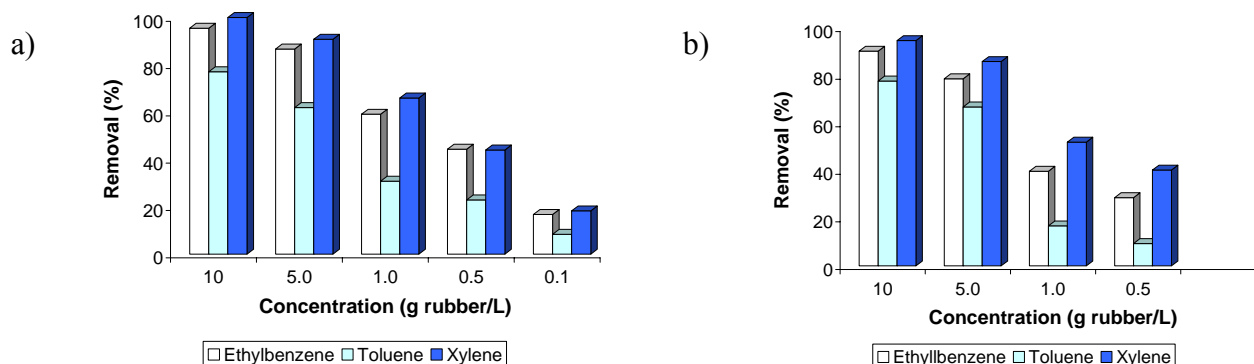 a)
Removal (%)
100
80
60
40
20
0
10 5.0 1.0 0.5 0.1
Concentration (g rubber/L)
Ethylbenzene Toluene Xylene
b)
Removal (%)
100
80
60
40
20
0
10 5.0 1.0 0.5
Concentration (g rubber/L)
Ethyllbenzene Toluene Xylene